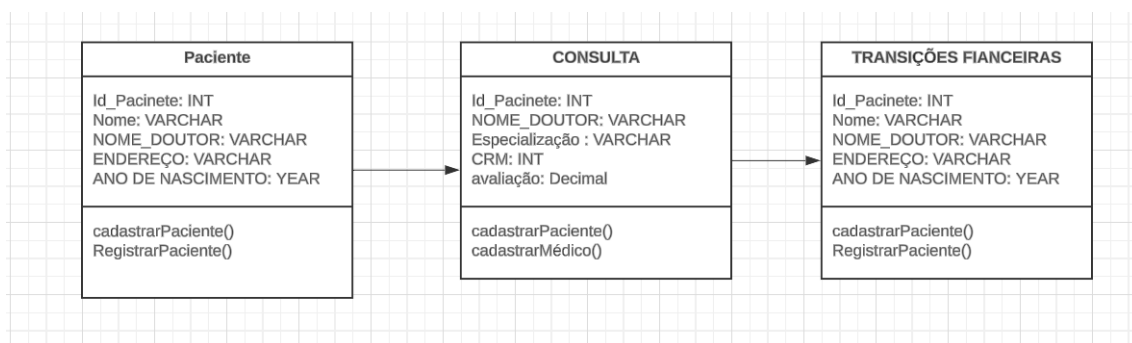 Paciente
Id_Pacinete: INT
Nome: VARCHAR
NOME_DOUTOR: VARCHAR
ENDEREÇO: VARCHAR
ANO DE NASCIMENTO: YEAR
cadastrarPaciente()
RegistrarPaciente()
CONSULTA
Id_Pacinete: INT
NOME_DOUTOR: VARCHAR
Especialização : VARCHAR
CRM: INT
avaliação: Decimal
cadastrarPaciente()
cadastrarMédico()
TRANSIÇÕES FIANCEIRAS
Id_Pacinete: INT
Nome: VARCHAR
NOME_DOUTOR: VARCHAR
ENDEREÇO: VARCHAR
ANO DE NASCIMENTO: YEAR
cadastrarPaciente()
RegistrarPaciente()